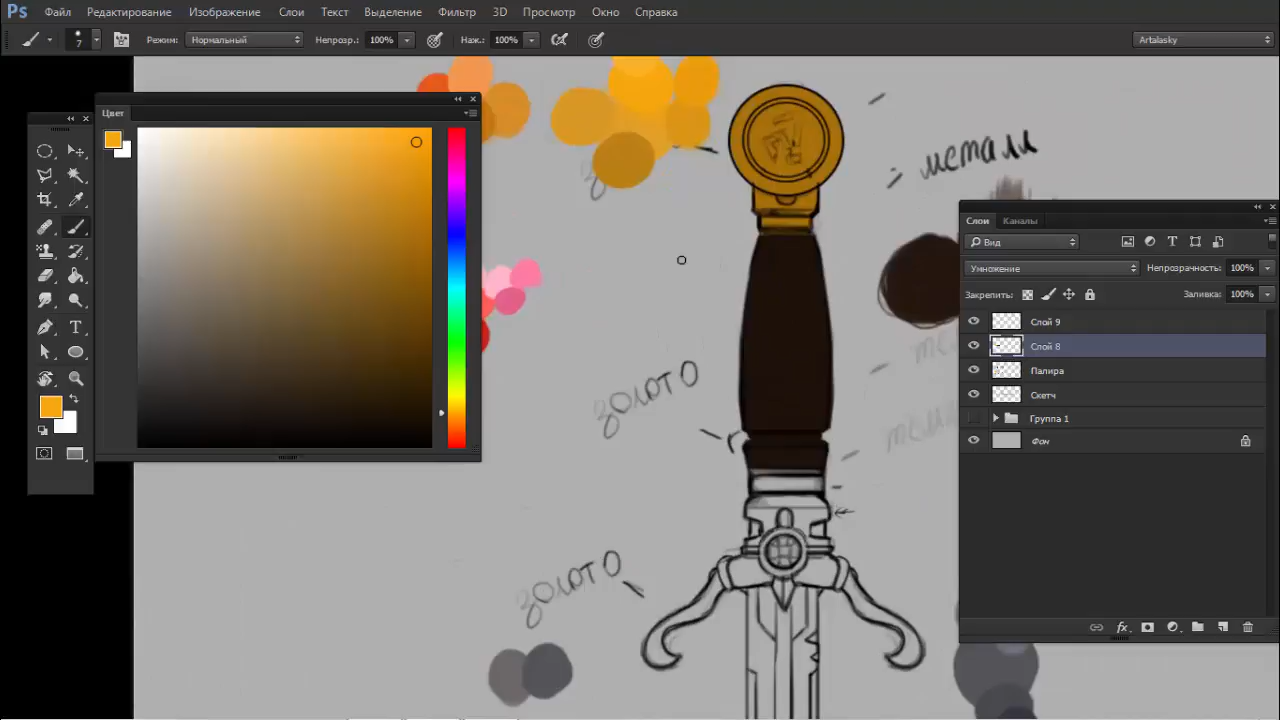 Ps Файл Редактирование Изображение Слои Текст Выделение Фильтр 3D Просмотр Окно Справка
7 Режим: Нормальный Непрозр.: 100% Наж.: 100% Artalasky
Цвет
металл
Слои Каналы
Вид
Умножение Непрозрачность: 100%
Закрепить: Заливка: 100%
Слой 9
Слой 8
Палира
Скетч
Группа 1
Фон
золото
золото
fx